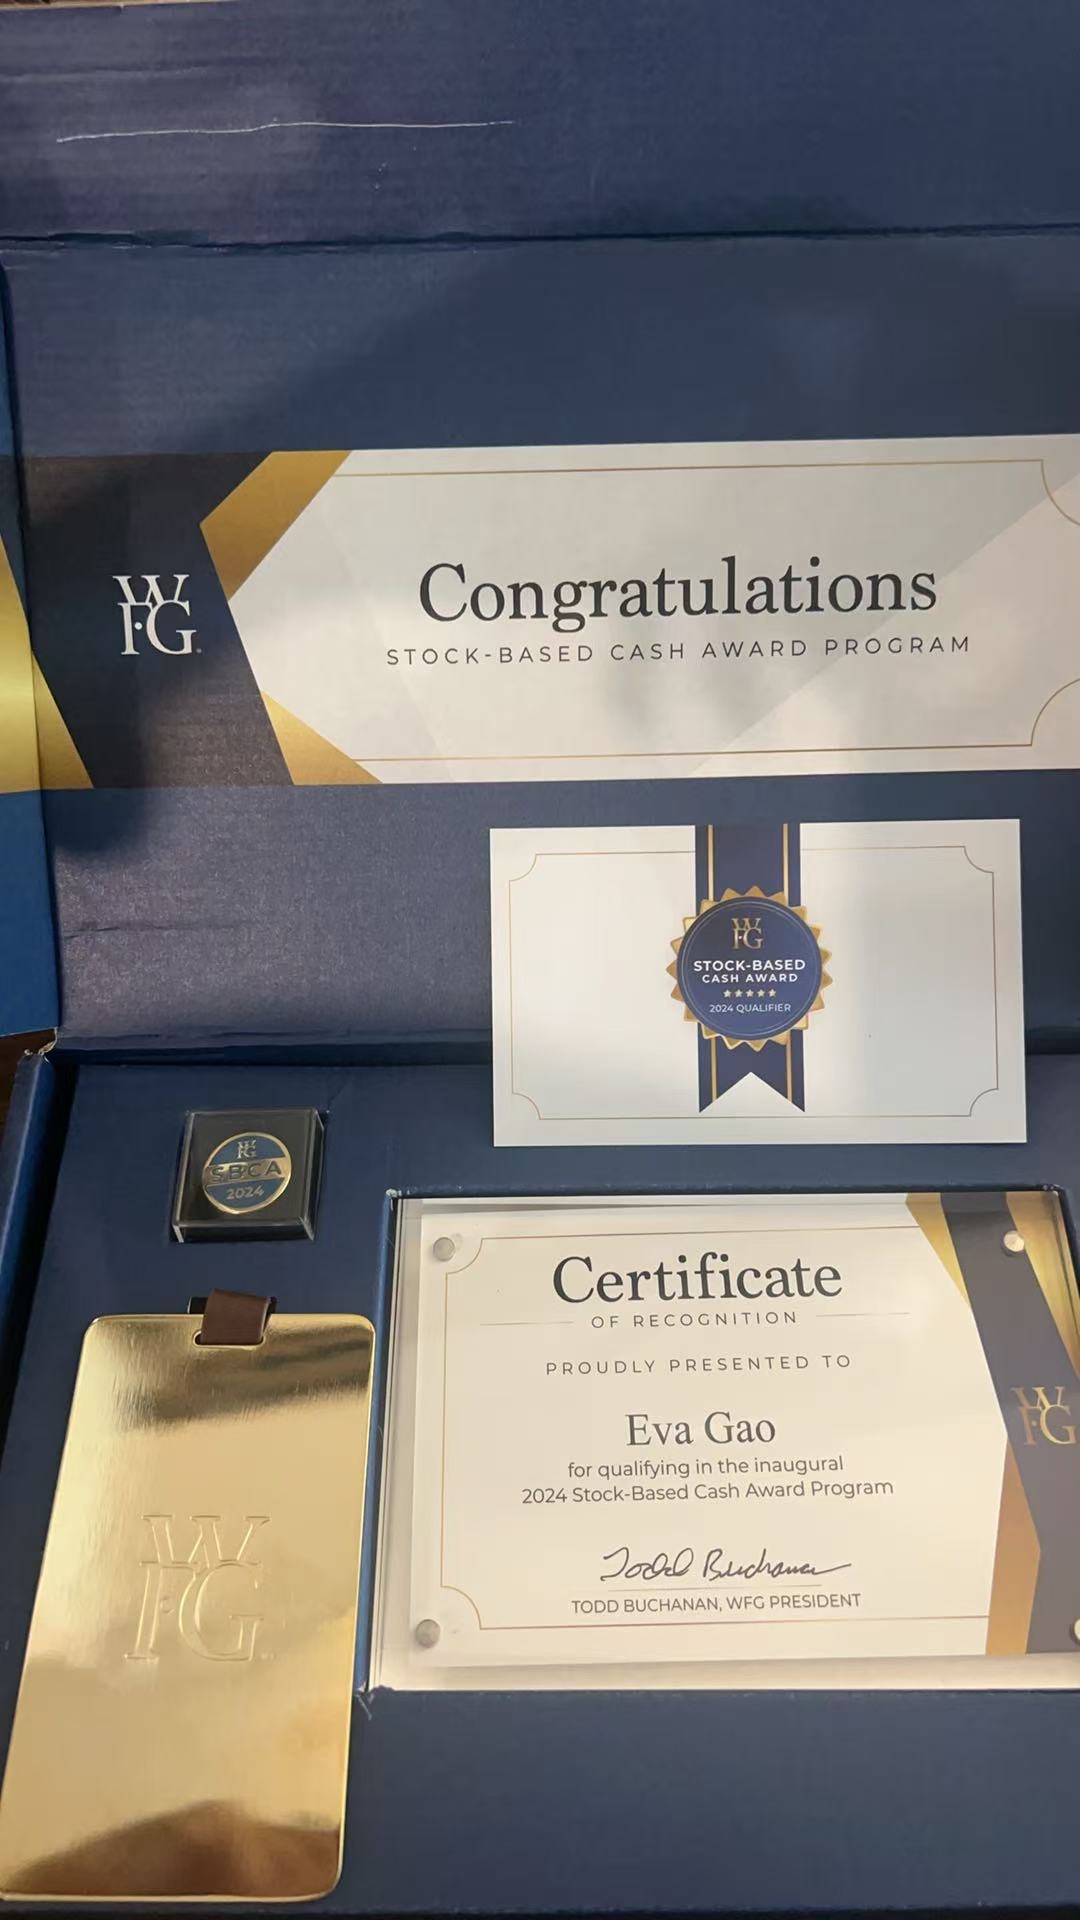 WFG
Congratulations
STOCK-BASED CASH AWARD PROGRAM
WFG
STOCK-BASED
CASH AWARD
2024 QUALIFIER
WFG
SBCA
2024
Certificate
OF RECOGNITION
PROUDLY PRESENTED TO
Eva Gao
for qualifying in the inaugural
2024 Stock-Based Cash Award Program
Todd Buchanan
TODD BUCHANAN, WFG PRESIDENT
WFG
WFG